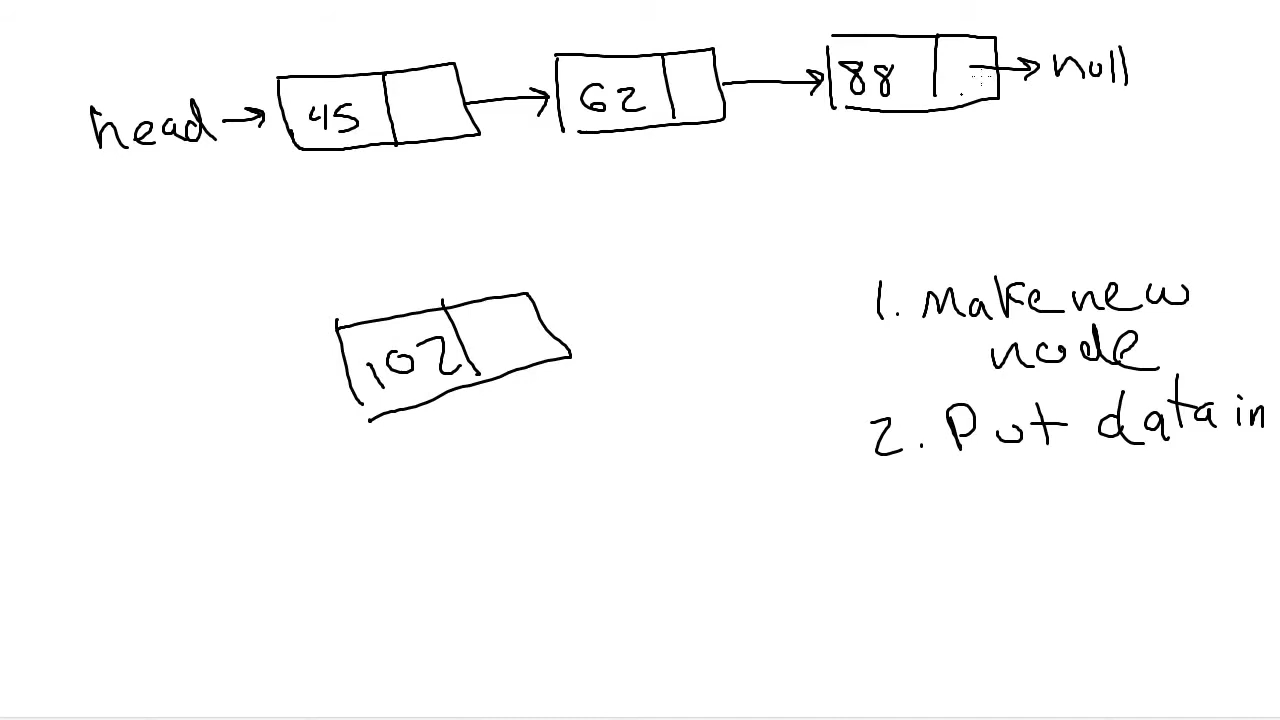 head → 45 → 62 → 88 → null
102
1. Make new
node
2. Put data in